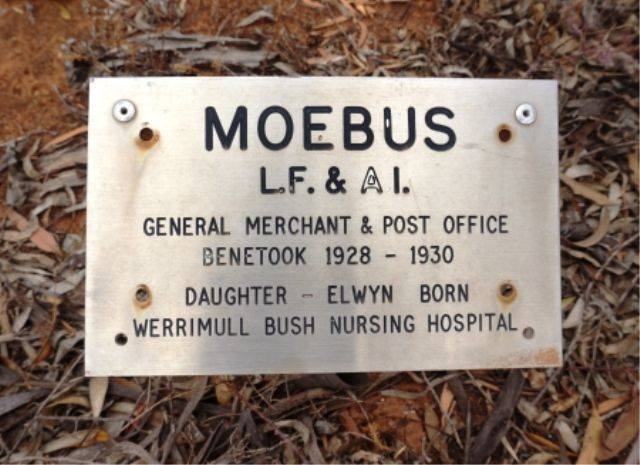 MOEBUS
L.F. & A I.
GENERAL MERCHANT & POST OFFICE
BENETOOK 1928 - 1930
DAUGHTER - ELWYN BORN
WERRIMULL BUSH NURSING HOSPITAL